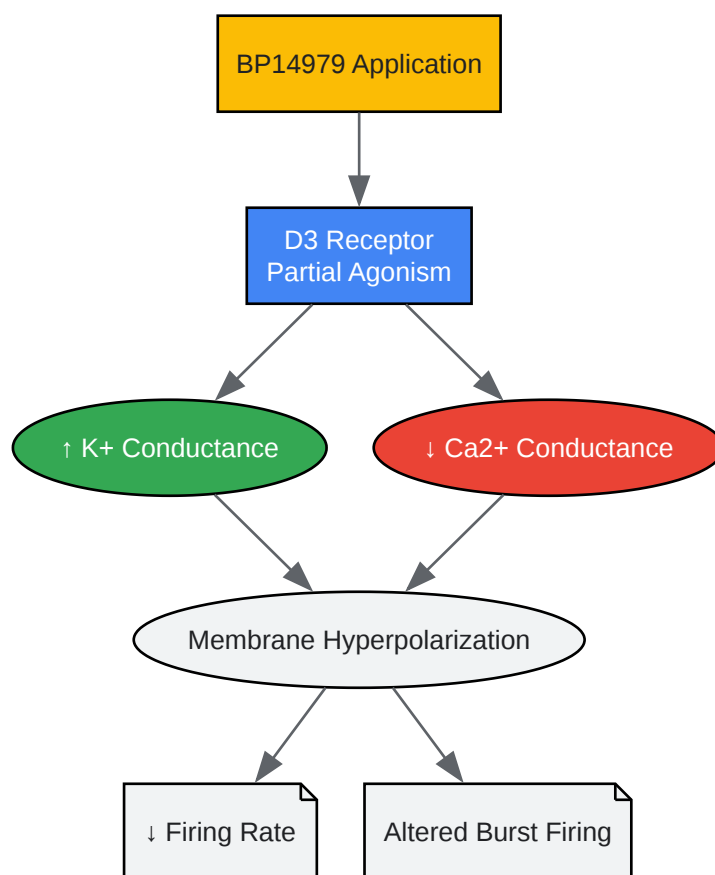 BP14979 Application
D3 Receptor
Partial Agonism
↑ K+ Conductance
↓ Ca2+ Conductance
Membrane Hyperpolarization
↓ Firing Rate
Altered Burst Firing